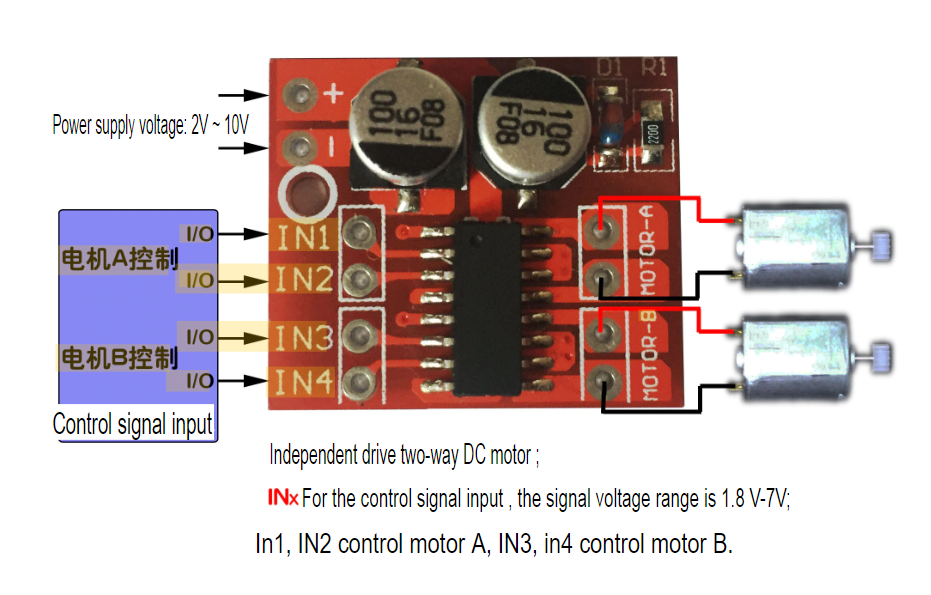 +
D1 R1
100 16 F08
100 16 F08
2200
Power supply voltage: 2V ~ 10V
−
I/O IN1
电机A控制
I/O IN2
MOTOR-A
I/O IN3
电机B控制
I/O IN4
MOTOR-B
Control signal input
Independent drive two-way DC motor ;
INx For the control signal input , the signal voltage range is 1.8 V-7V;
In1, IN2 control motor A, IN3, in4 control motor B.